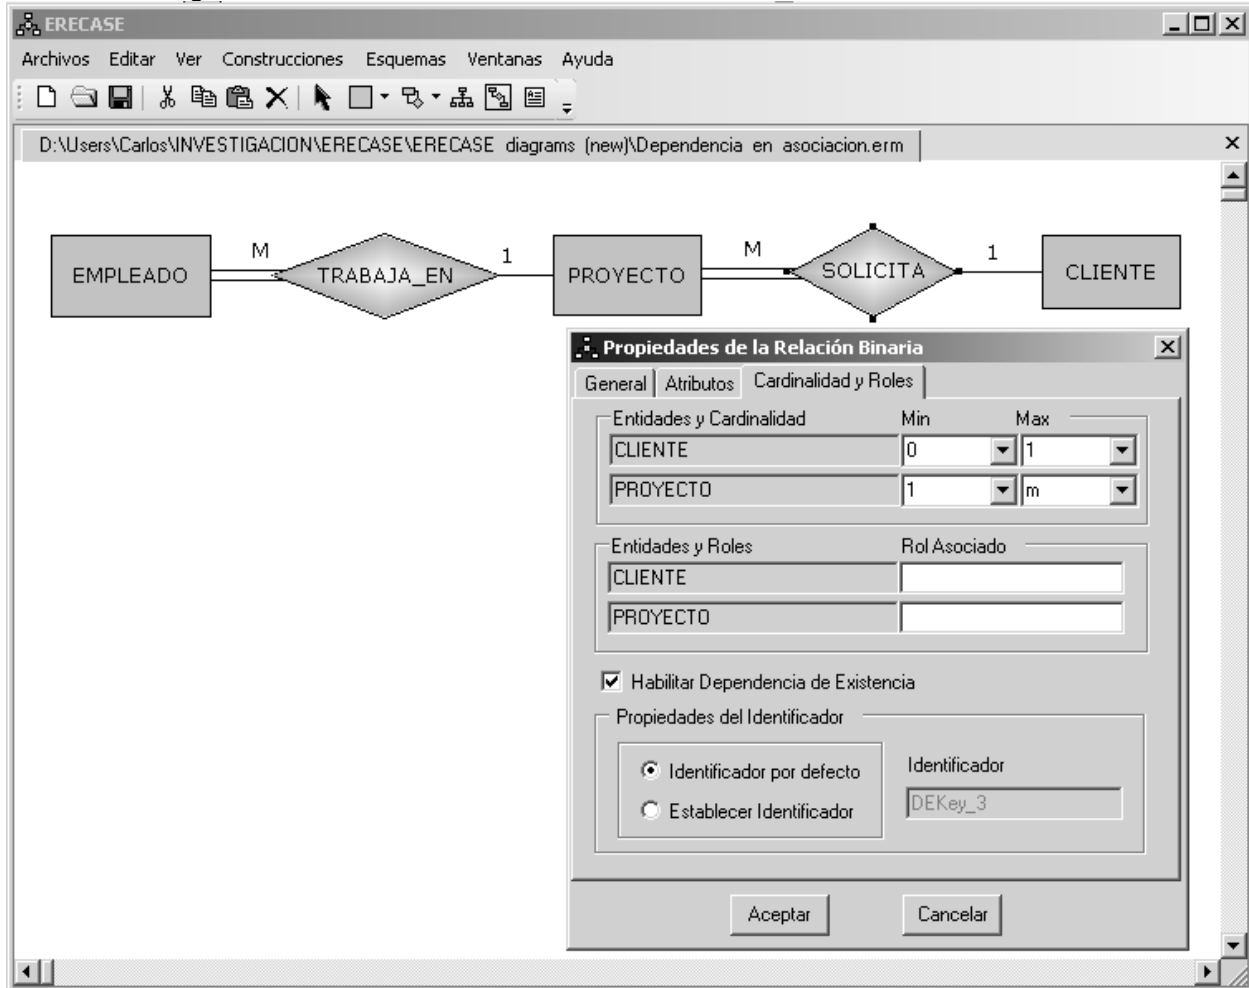 ERECASE
Archivos Editar Ver Construcciones Esquemas Ventanas Ayuda
D:\Users\Carlos\INVESTIGACION\ERECASE\ERECASE diagrams (new)\Dependencia en asociacion.erm
M 1 M 1
EMPLEADO TRABAJA_EN PROYECTO SOLICITA CLIENTE
Propiedades de la Relación Binaria
General Atributos Cardinalidad y Roles
Entidades y Cardinalidad Min Max
CLIENTE 0 1
PROYECTO 1 m
Entidades y Roles Rol Asociado
CLIENTE
PROYECTO
Habilitar Dependencia de Existencia
Propiedades del Identificador
Identificador por defecto Identificador
Establecer Identificador DEKey_3
Aceptar Cancelar